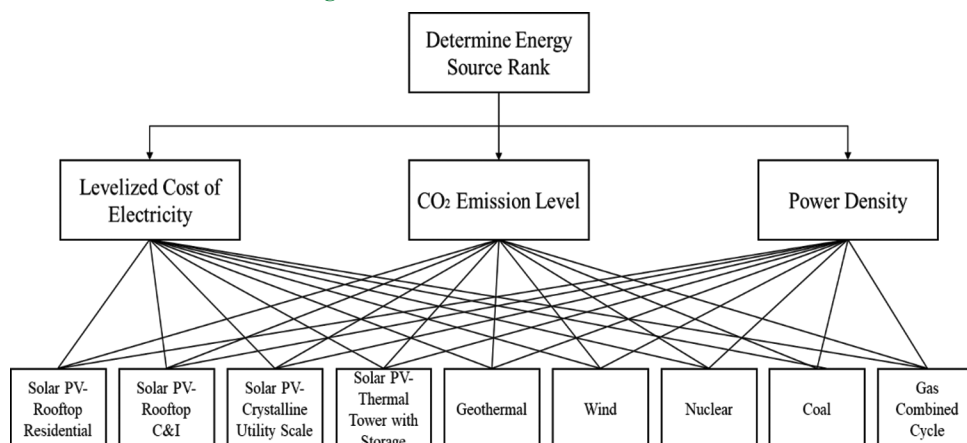 Determine Energy
Source Rank
Levelized Cost of
Electricity
CO₂ Emission Level
Power Density
Solar PV-
Rooftop
Residential
Solar PV-
Rooftop
C&I
Solar PV-
Crystalline
Utility Scale
Solar PV-
Thermal
Tower with
Storage
Geothermal
Wind
Nuclear
Coal
Gas
Combined
Cycle